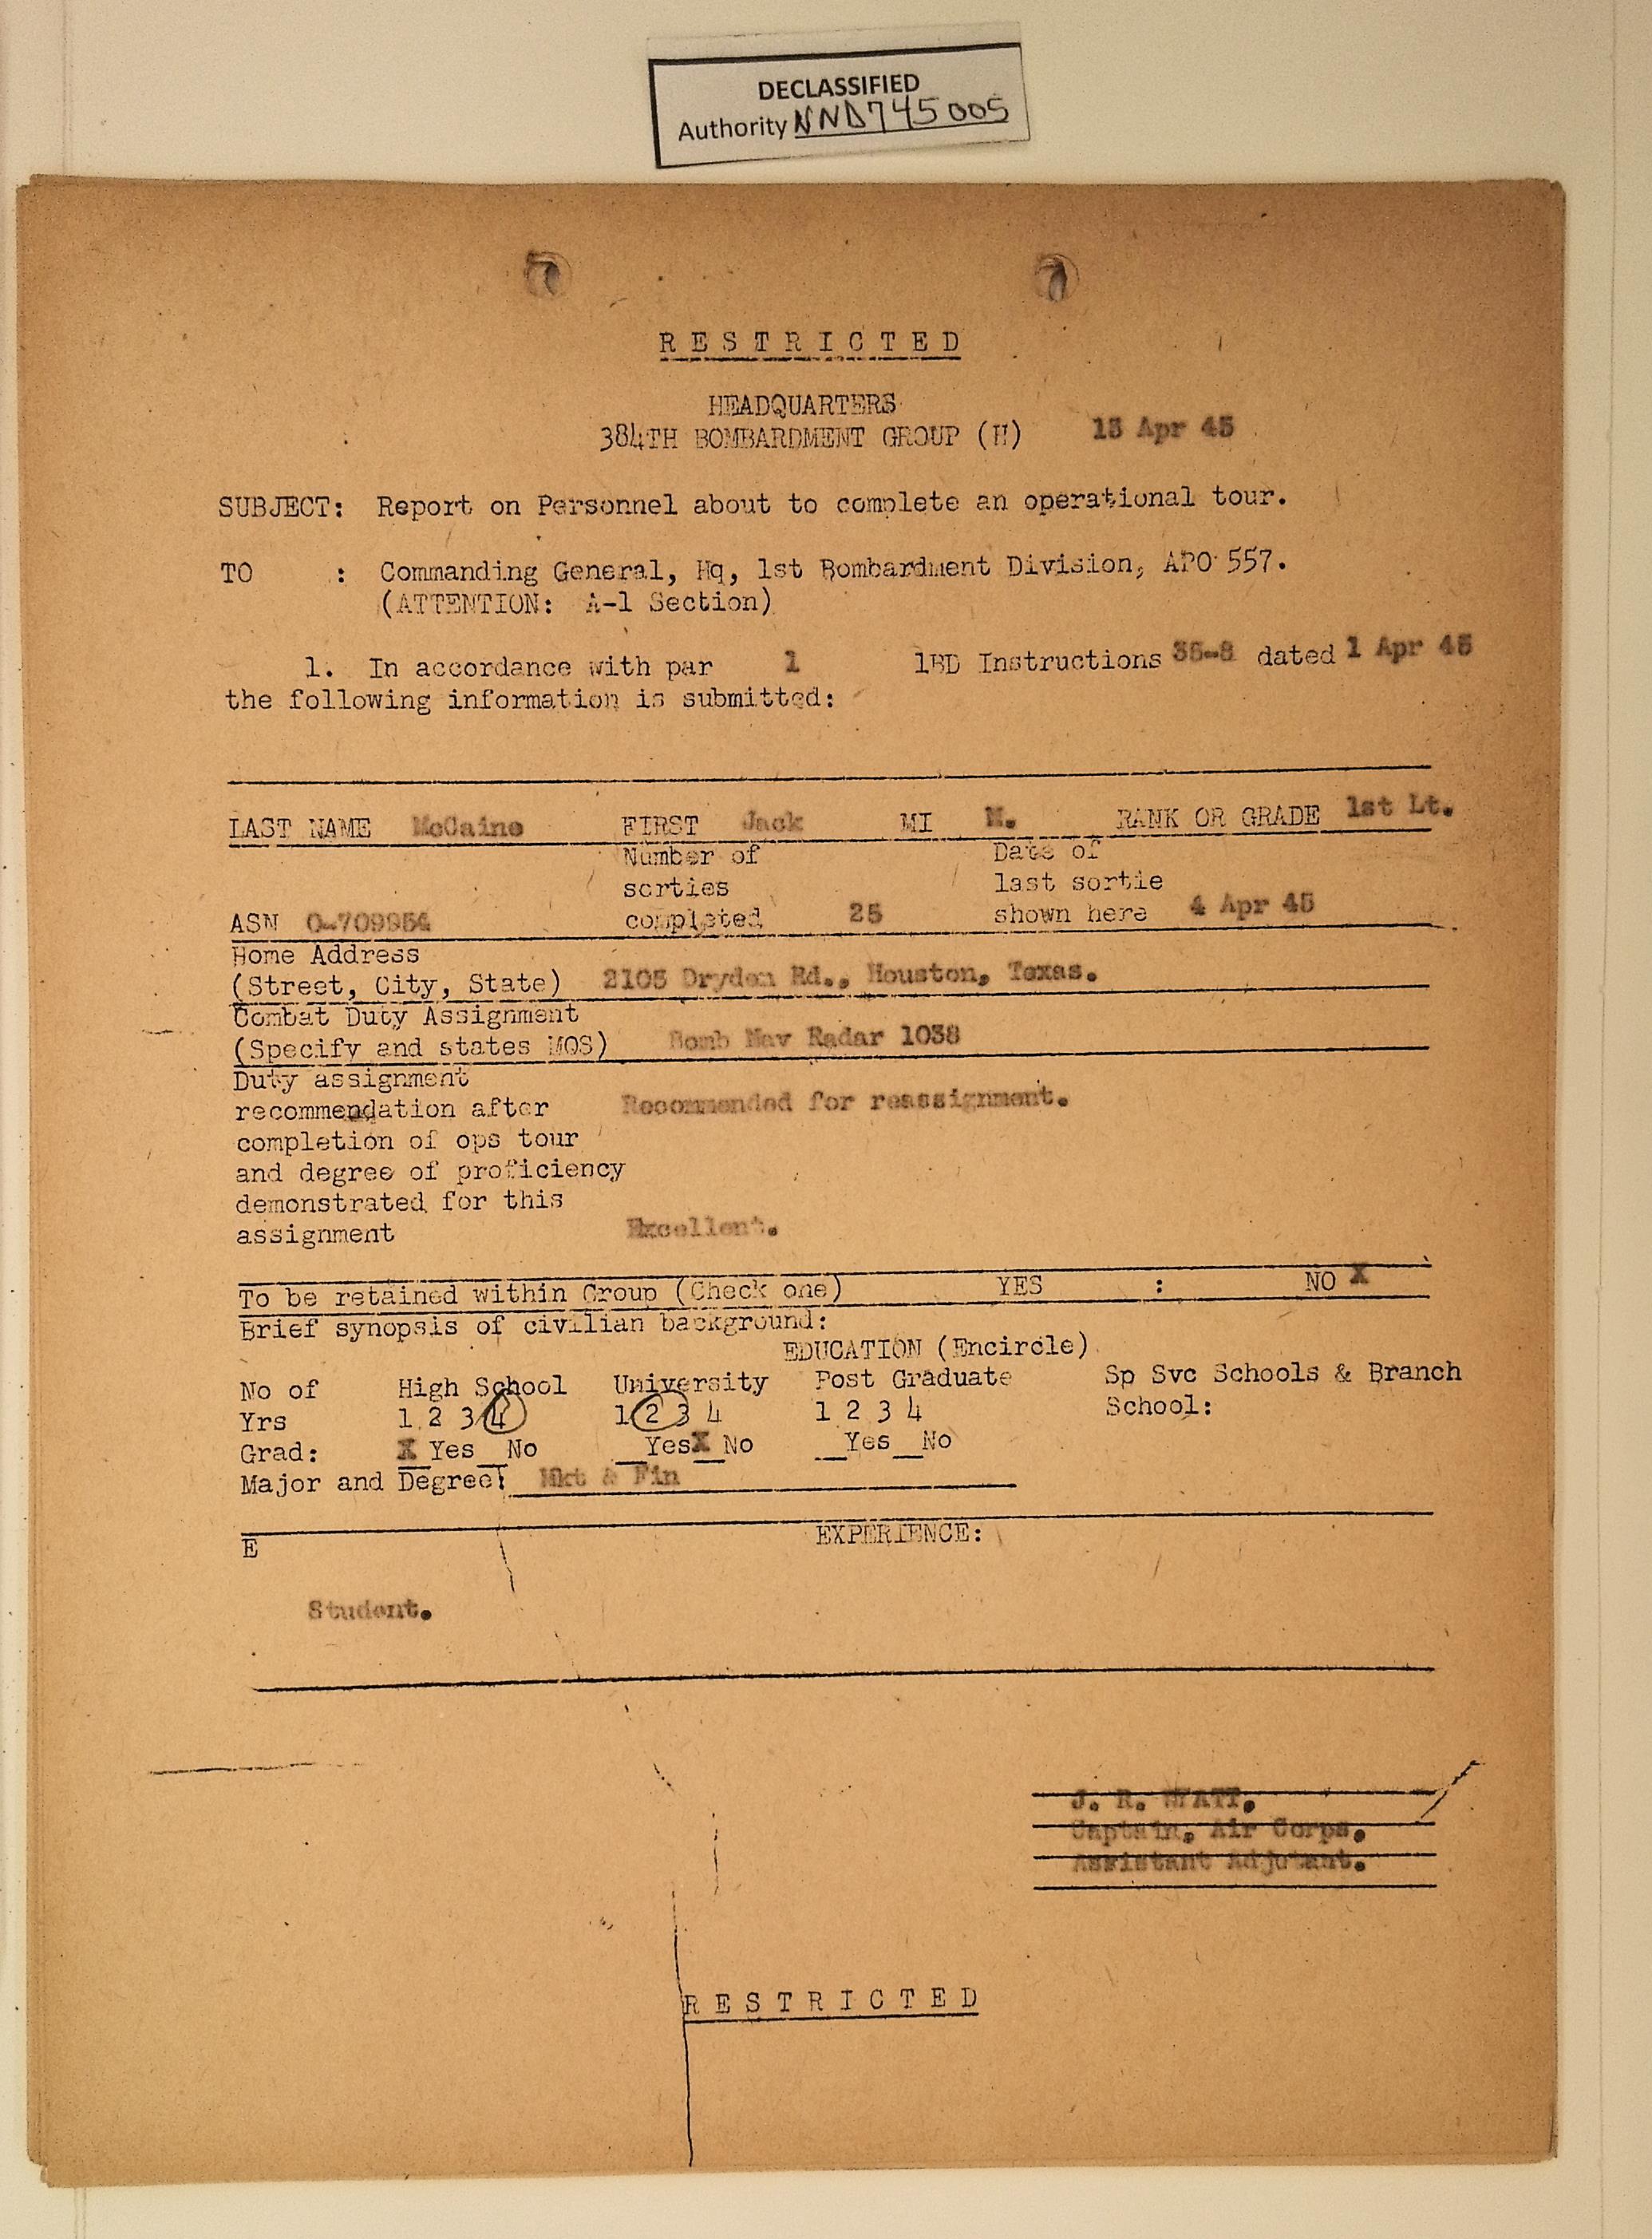 DECLASSIFIED
Authority NND745005
RESTRICTED
HEADQUARTERS
384TH BOMBARDMENT GROUP (H) 13 Apr 45
SUBJECT: Report on Personnel about to complete an operational tour.
TO : Commanding General, Hq, 1st Bombardment Division, APO 557.
(ATTENTION: A-1 Section)
1. In accordance with par 1 1BD Instructions 35-8 dated 1 Apr 45
the following information is submitted:
LAST NAME McCaine FIRST Jack MI M. RANK OR GRADE 1st Lt.
Number of Date of
sorties last sortie
ASN O-709954 completed 25 shown here 4 Apr 45
Home Address
(Street, City, State) 2105 Dryden Rd., Houston, Texas.
Combat Duty Assignment
(Specify and states MOS) Bomb Nav Radar 1038
Duty assignment
recommendation after Recommended for reassignment.
completion of ops tour
and degree of proficiency
demonstrated for this
assignment Excellent.
To be retained within Group (Check one) YES : NO X
Brief synopsis of civilian background:
EDUCATION (Encircle)
No of High School University Post Graduate Sp Svc Schools & Branch
Yrs 1 2 3 4 1 2 3 4 1 2 3 4 School:
Grad: X Yes No Yes X No Yes No
Major and Degree: Mkt & Fin
E EXPERIENCE:
Student.
J. R. WYATT,
Captain, Air Corps,
Assistant Adjutant.
RESTRICTED